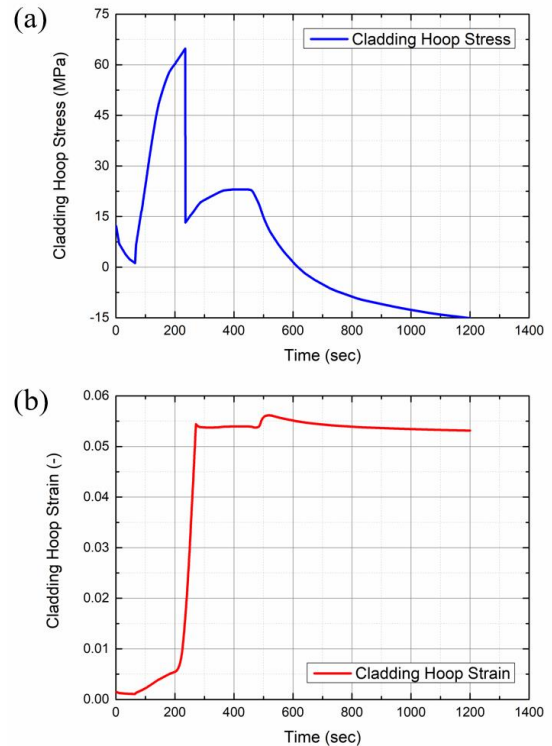 (a)
Cladding Hoop Stress
Cladding Hoop Stress (MPa)
75
60
45
30
15
0
-15
0 200 400 600 800 1000 1200 1400
Time (sec)
(b)
Cladding Hoop Strain (-)
0.06
0.05
0.04
0.03
0.02
0.01
0.00
Cladding Hoop Strain
0 200 400 600 800 1000 1200 1400
Time (sec)